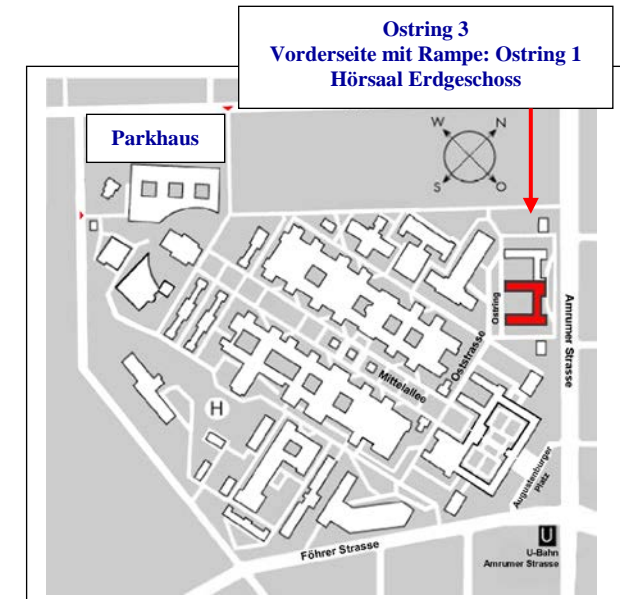 Ostring 3
Vorderseite mit Rampe: Ostring 1
Hörsaal Erdgeschoss
Parkhaus
W
N
S
O
Ostring
Amrumer Strasse
Oststrasse
Mittelallee
H
Augustenburger
Platz
Föhrer Strasse
U
U-Bahn
Amrumer Strasse